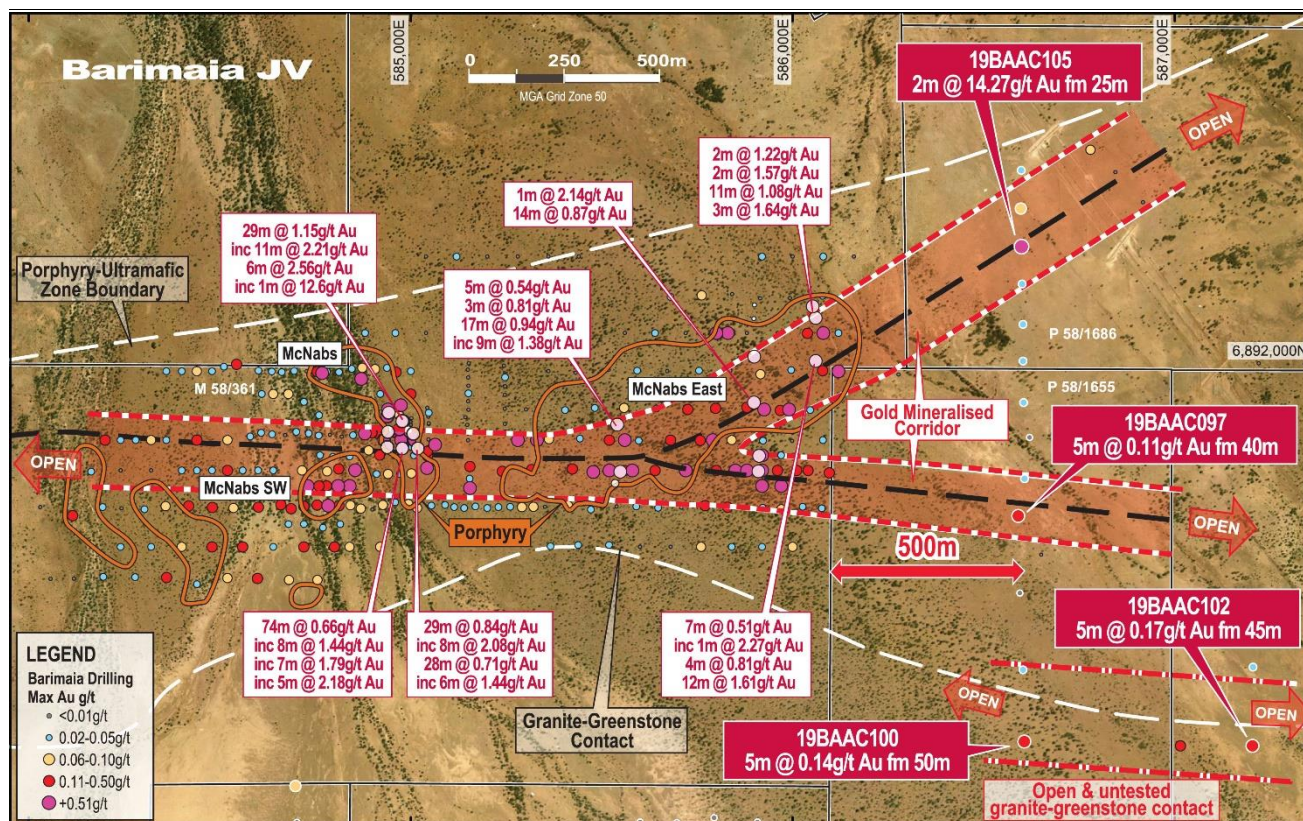 Barimaia JV
585,000E
0 250 500m
MGA Grid Zone 50
586,000E
587,000E
19BAAC105
2m @ 14.27g/t Au fm 25m
OPEN
2m @ 1.22g/t Au
2m @ 1.57g/t Au
11m @ 1.08g/t Au
3m @ 1.64g/t Au
1m @ 2.14g/t Au
14m @ 0.87g/t Au
29m @ 1.15g/t Au
inc 11m @ 2.21g/t Au
6m @ 2.56g/t Au
inc 1m @ 12.6g/t Au
Porphyry-Ultramafic
Zone Boundary
5m @ 0.54g/t Au
3m @ 0.81g/t Au
17m @ 0.94g/t Au
inc 9m @ 1.38g/t Au
P 58/1686
6,892,000N
McNabs
M 58/361
McNabs East
P 58/1655
Gold Mineralised
Corridor
19BAAC097
5m @ 0.11g/t Au fm 40m
OPEN
McNabs SW
Porphyry
OPEN
500m
74m @ 0.66g/t Au
inc 8m @ 1.44g/t Au
inc 7m @ 1.79g/t Au
inc 5m @ 2.18g/t Au
29m @ 0.84g/t Au
inc 8m @ 2.08g/t Au
28m @ 0.71g/t Au
inc 6m @ 1.44g/t Au
7m @ 0.51g/t Au
inc 1m @ 2.27g/t Au
4m @ 0.81g/t Au
12m @ 1.61g/t Au
19BAAC102
5m @ 0.17g/t Au fm 45m
OPEN
OPEN
Granite-Greenstone
Contact
19BAAC100
5m @ 0.14g/t Au fm 50m
Open & untested
granite-greenstone contact
LEGEND
Barimaia Drilling
Max Au g/t
<0.01g/t
0.02-0.05g/t
0.06-0.10g/t
0.11-0.50g/t
+0.51g/t